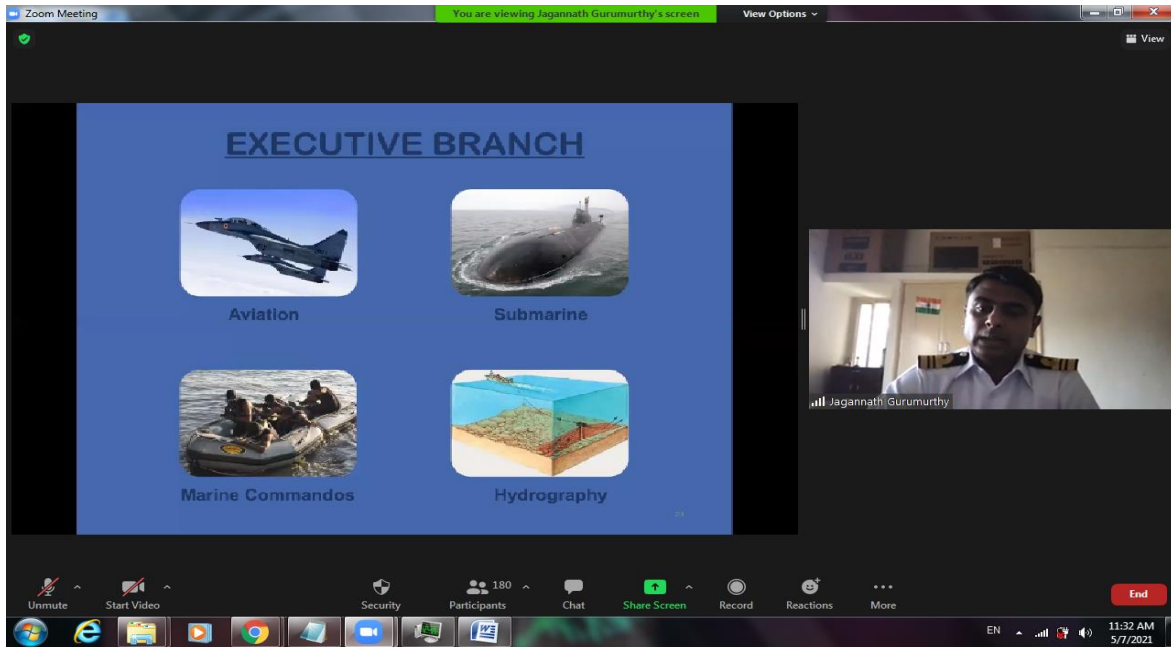 Zoom Meeting
You are viewing Jagannath Gurumurthy's screen
View Options
View
EXECUTIVE BRANCH
Aviation
Submarine
Marine Commandos
Hydrography
Jagannath Gurumurthy
Unmute
Start Video
Security
180
Participants
Chat
Share Screen
Record
Reactions
More
End
EN
11:32 AM
5/7/2021